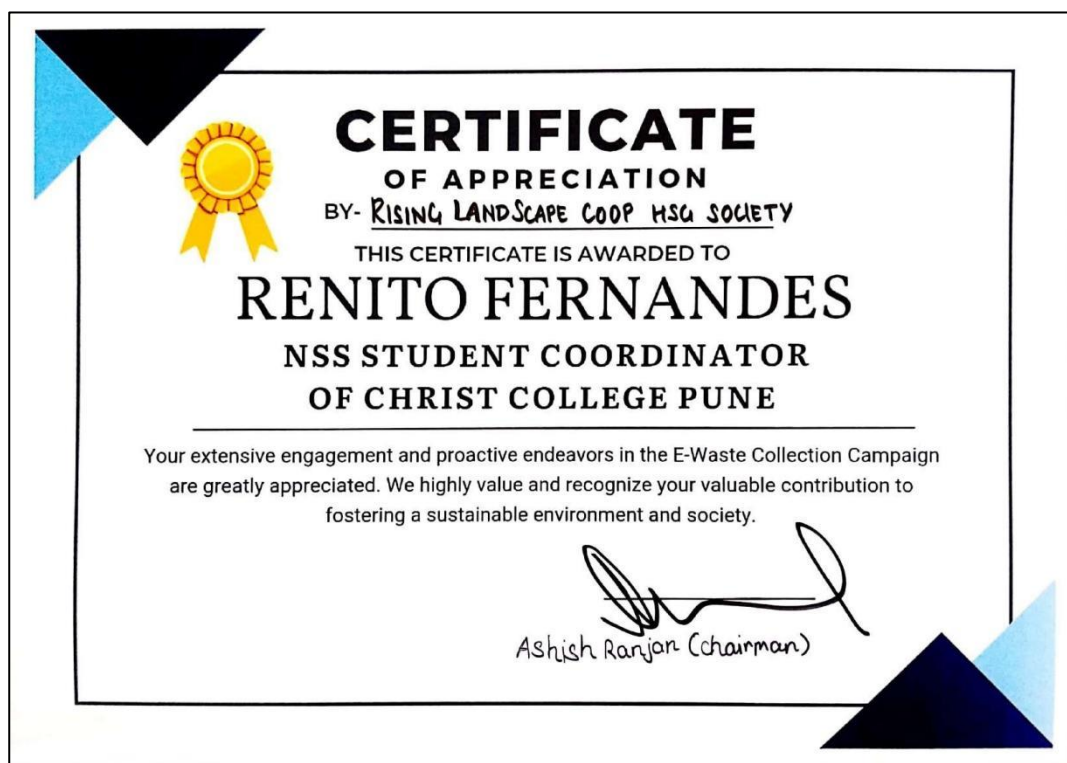 CERTIFICATE
OF APPRECIATION
BY- RISING LANDSCAPE COOP HSG SOCIETY
THIS CERTIFICATE IS AWARDED TO
RENITO FERNANDES
NSS STUDENT COORDINATOR
OF CHRIST COLLEGE PUNE
Your extensive engagement and proactive endeavors in the E-Waste Collection Campaign
are greatly appreciated. We highly value and recognize your valuable contribution to
fostering a sustainable environment and society.
Ashish Ranjan (chairman)